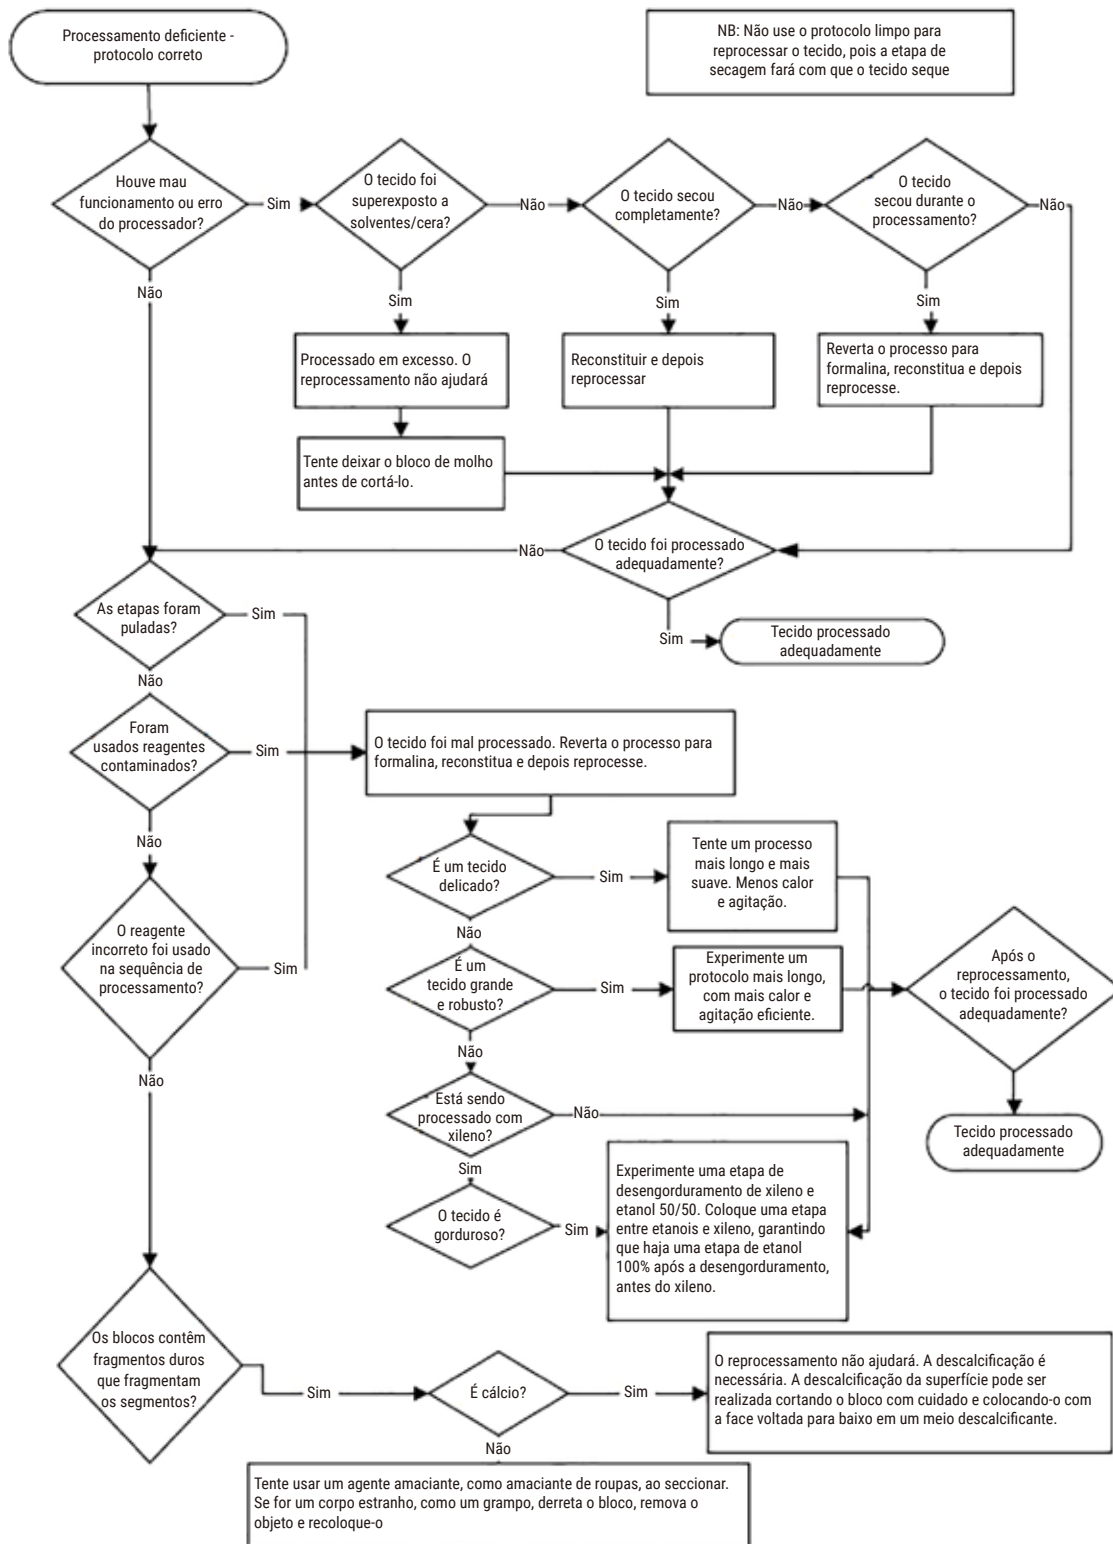 Processamento deficiente -
protocolo correto
NB: Não use o protocolo limpo para
reprocessar o tecido, pois a etapa de
secagem fará com que o tecido seque
Houve mau
funcionamento ou erro
do processador?
Sim
O tecido foi
superexposto a
solventes/cera?
Não
O tecido secou
completamente?
Não
O tecido
secou durante o
processamento?
Não
Não
Sim
Sim
Sim
Processado em excesso. O
reprocessamento não ajudará
Reconstituir e depois
reprocessar
Reverta o processo para
formalina, reconstitua e depois
reprocesse.
Tente deixar o bloco de molho
antes de cortá-lo.
Não
O tecido foi processado
adequadamente?
Sim
Tecido processado
adequadamente
As etapas foram
puladas?
Sim
Não
Foram
usados reagentes
contaminados?
Sim
O tecido foi mal processado. Reverta o processo para
formalina, reconstitua e depois reprocesse.
Não
O reagente
incorreto foi usado
na sequência de
processamento?
Sim
Não
É um tecido
delicado?
Sim
Tente um processo
mais longo e mais
suave. Menos calor
e agitação.
Não
É um
tecido grande
e robusto?
Sim
Experimente um
protocolo mais longo,
com mais calor e
agitação eficiente.
Após o
reprocessamento,
o tecido foi processado
adequadamente?
Não
Está sendo
processado com
xileno?
Não
Tecido processado
adequadamente
Sim
O tecido é
gorduroso?
Sim
Experimente uma etapa de
desengorduramento de xileno e
etanol 50/50. Coloque uma etapa
entre etanois e xileno, garantindo
que haja uma etapa de etanol
100% após a desengorduramento,
antes do xileno.
Os blocos contêm
fragmentos duros
que fragmentam
os segmentos?
Sim
É cálcio?
Sim
O reprocessamento não ajudará. A descalcificação é
necessária. A descalcificação da superfície pode ser
realizada cortando o bloco com cuidado e colocando-o com
a face voltada para baixo em um meio descalcificante.
Não
Tente usar um agente amaciante, como amaciante de roupas, ao seccionar.
Se for um corpo estranho, como um grampo, derreta o bloco, remova o
objeto e recoloque-o